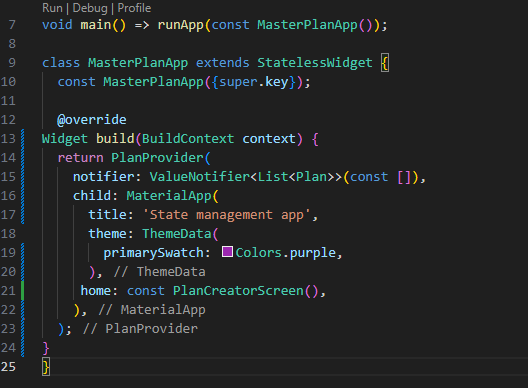 Run | Debug | Profile
7 void main() => runApp(const MasterPlanApp());
8
9 class MasterPlanApp extends StatelessWidget {
10   const MasterPlanApp({super.key});
11
12   @override
13 Widget build(BuildContext context) {
14   return PlanProvider(
15     notifier: ValueNotifier<List<Plan>>(const []),
16     child: MaterialApp(
17       title: 'State management app',
18       theme: ThemeData(
19         primarySwatch: Colors.purple,
20       ), // ThemeData
21      home: const PlanCreatorScreen(),
22     ), // MaterialApp
23   ); // PlanProvider
24 }
25 }